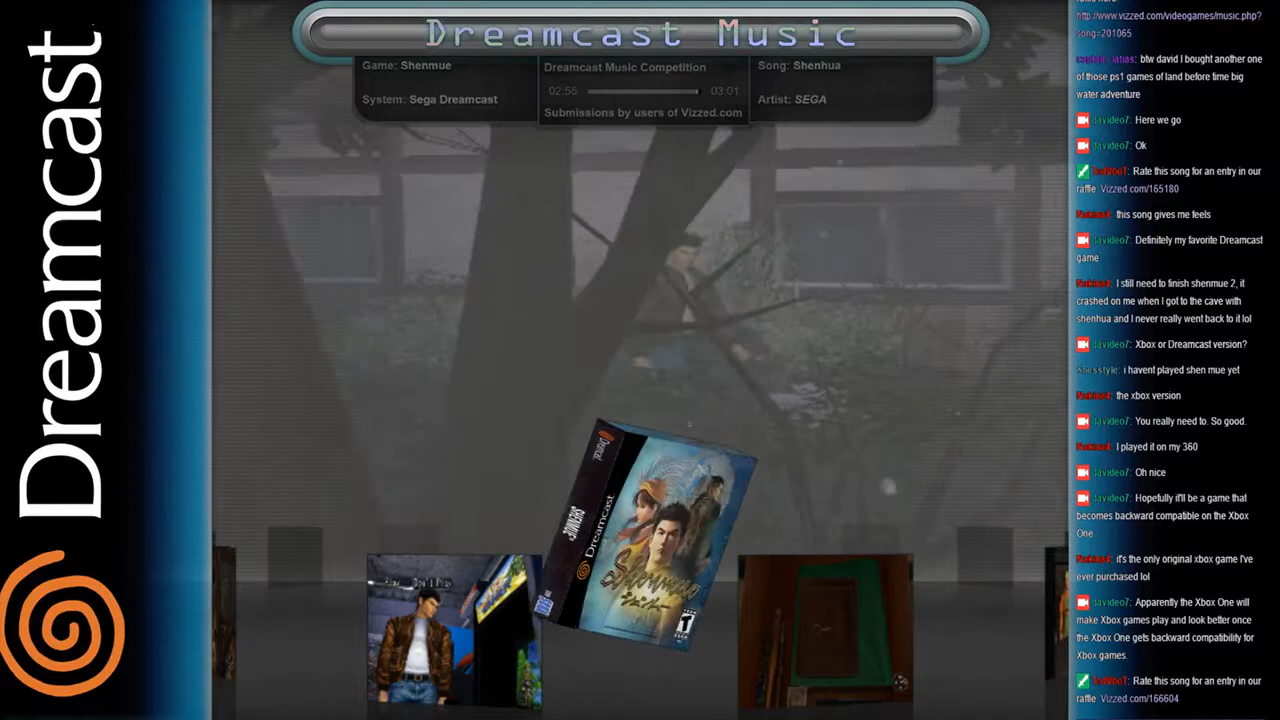 Dreamcast
Dreamcast Music
Game: Shenmue
System: Sega Dreamcast
Dreamcast Music Competition
02:56 03:01
Submissions by users of Vizzed.com
Song: Shenhua
Artist: SEGA
Dreamcast
SHENMUE
Dreamcast
Shenmue
シェンムー
SEGA
T
http://www.vizzed.com/videogames/music.php?
song=201065
captain_latias: btw david I bought another one
of those ps1 games of land before time big
water adventure
davideo7: Here we go
davideo7: Ok
Rate this song for an entry in our
raffle Vizzed.com/165180
this song gives me feels
davideo7: Definitely my favorite Dreamcast
game
I still need to finish shenmue 2, it
crashed on me when I got to the cave with
shenhua and I never really went back to it lol
davideo7: Xbox or Dreamcast version?
i havent played shen mue yet
the xbox version
davideo7: You really need to. So good.
I played it on my 360
davideo7: Oh nice
davideo7: Hopefully it'll be a game that
becomes backward compatible on the Xbox
One
it's the only original xbox game I've
ever purchased lol
davideo7: Apparently the Xbox One will
make Xbox games play and look better once
the Xbox One gets backward compatibility for
Xbox games.
Rate this song for an entry in our
raffle Vizzed.com/166604